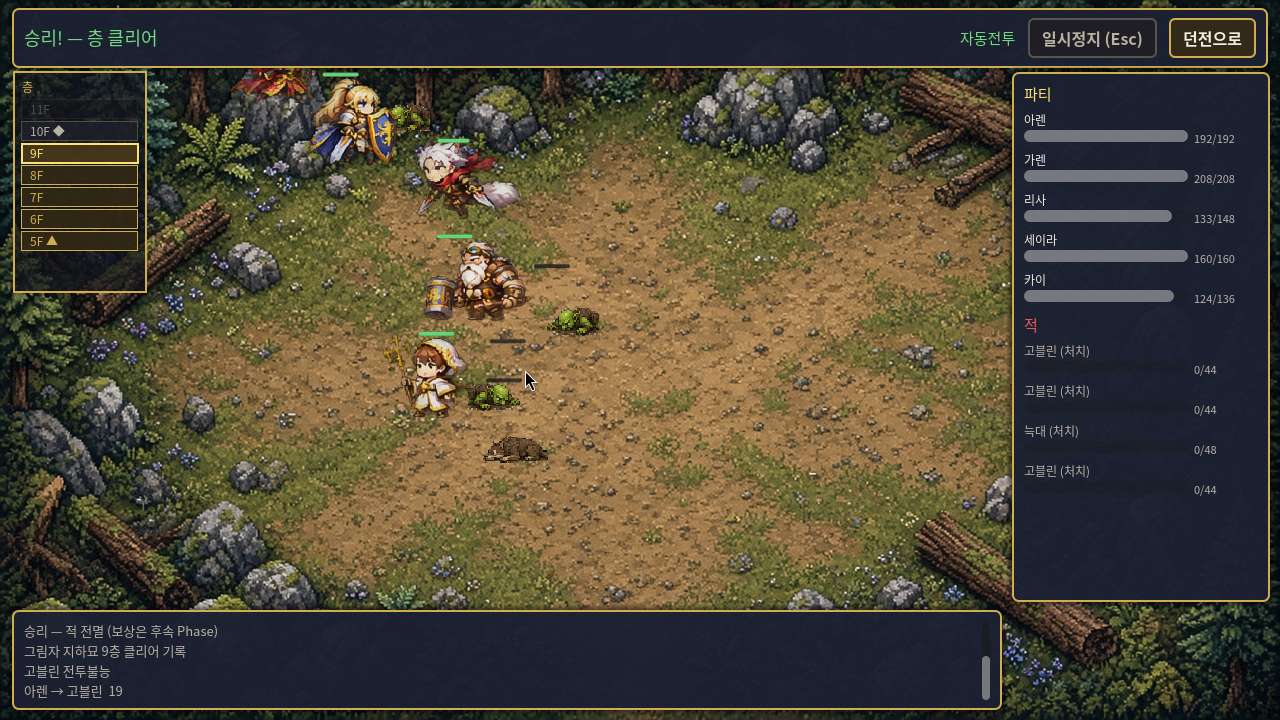 승리! — 층 클리어
자동전투
일시정지 (Esc)
던전으로
층
11F
10F ◆
9F
8F
7F
6F
5F ▲
파티
아렌
192/192
가렌
208/208
리사
133/148
세이라
160/160
카이
124/136
적
고블린 (처치)
0/44
고블린 (처치)
0/44
늑대 (처치)
0/48
고블린 (처치)
0/44
승리 — 적 전멸 (보상은 후속 Phase)
그림자 지하묘 9층 클리어 기록
고블린 전투불능
아렌 → 고블린 19